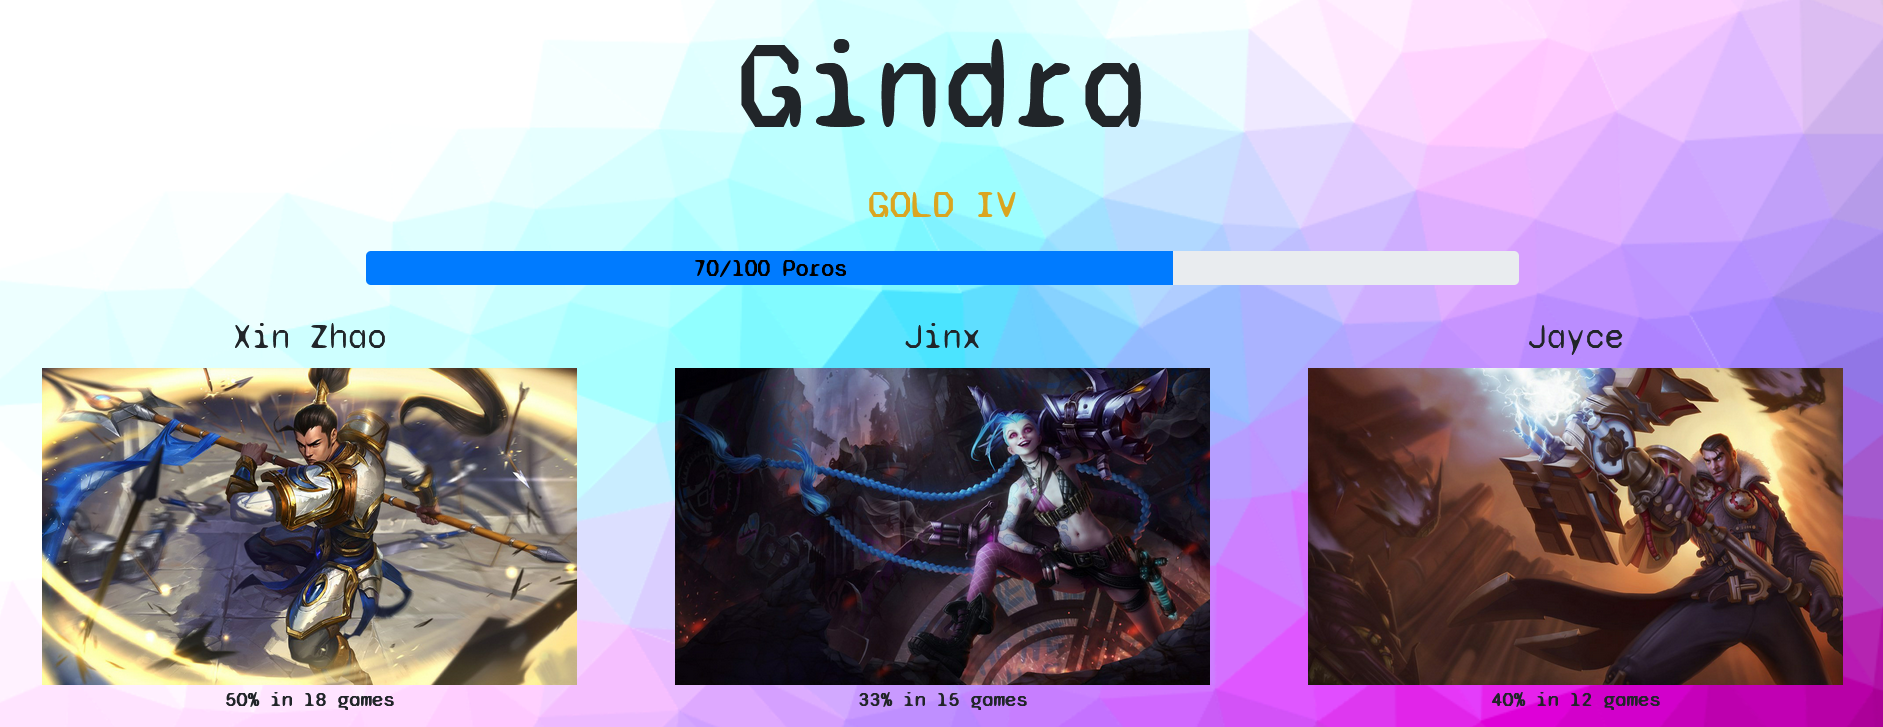 Gindra
GOLD IV
70/100 Poros
Xin Zhao
Jinx
Jayce
50% in 18 games
33% in 15 games
40% in 12 games